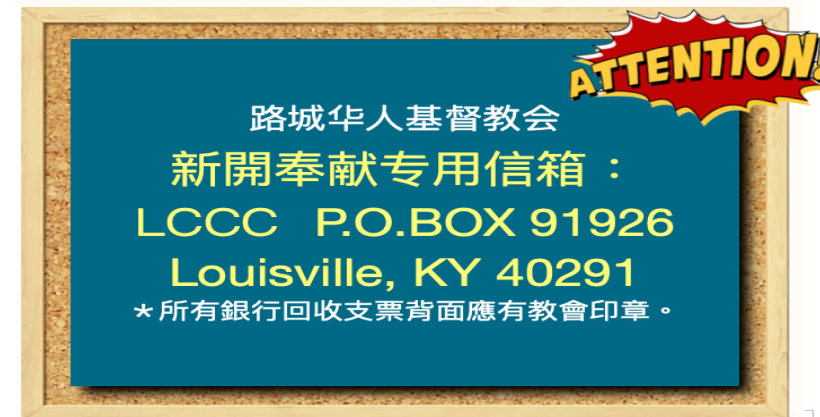 ATTENTION!
路城华人基督教会
新開奉献专用信箱：
LCCC P.O.BOX 91926
Louisville, KY 40291
＊所有銀行回收支票背面應有教會印章。